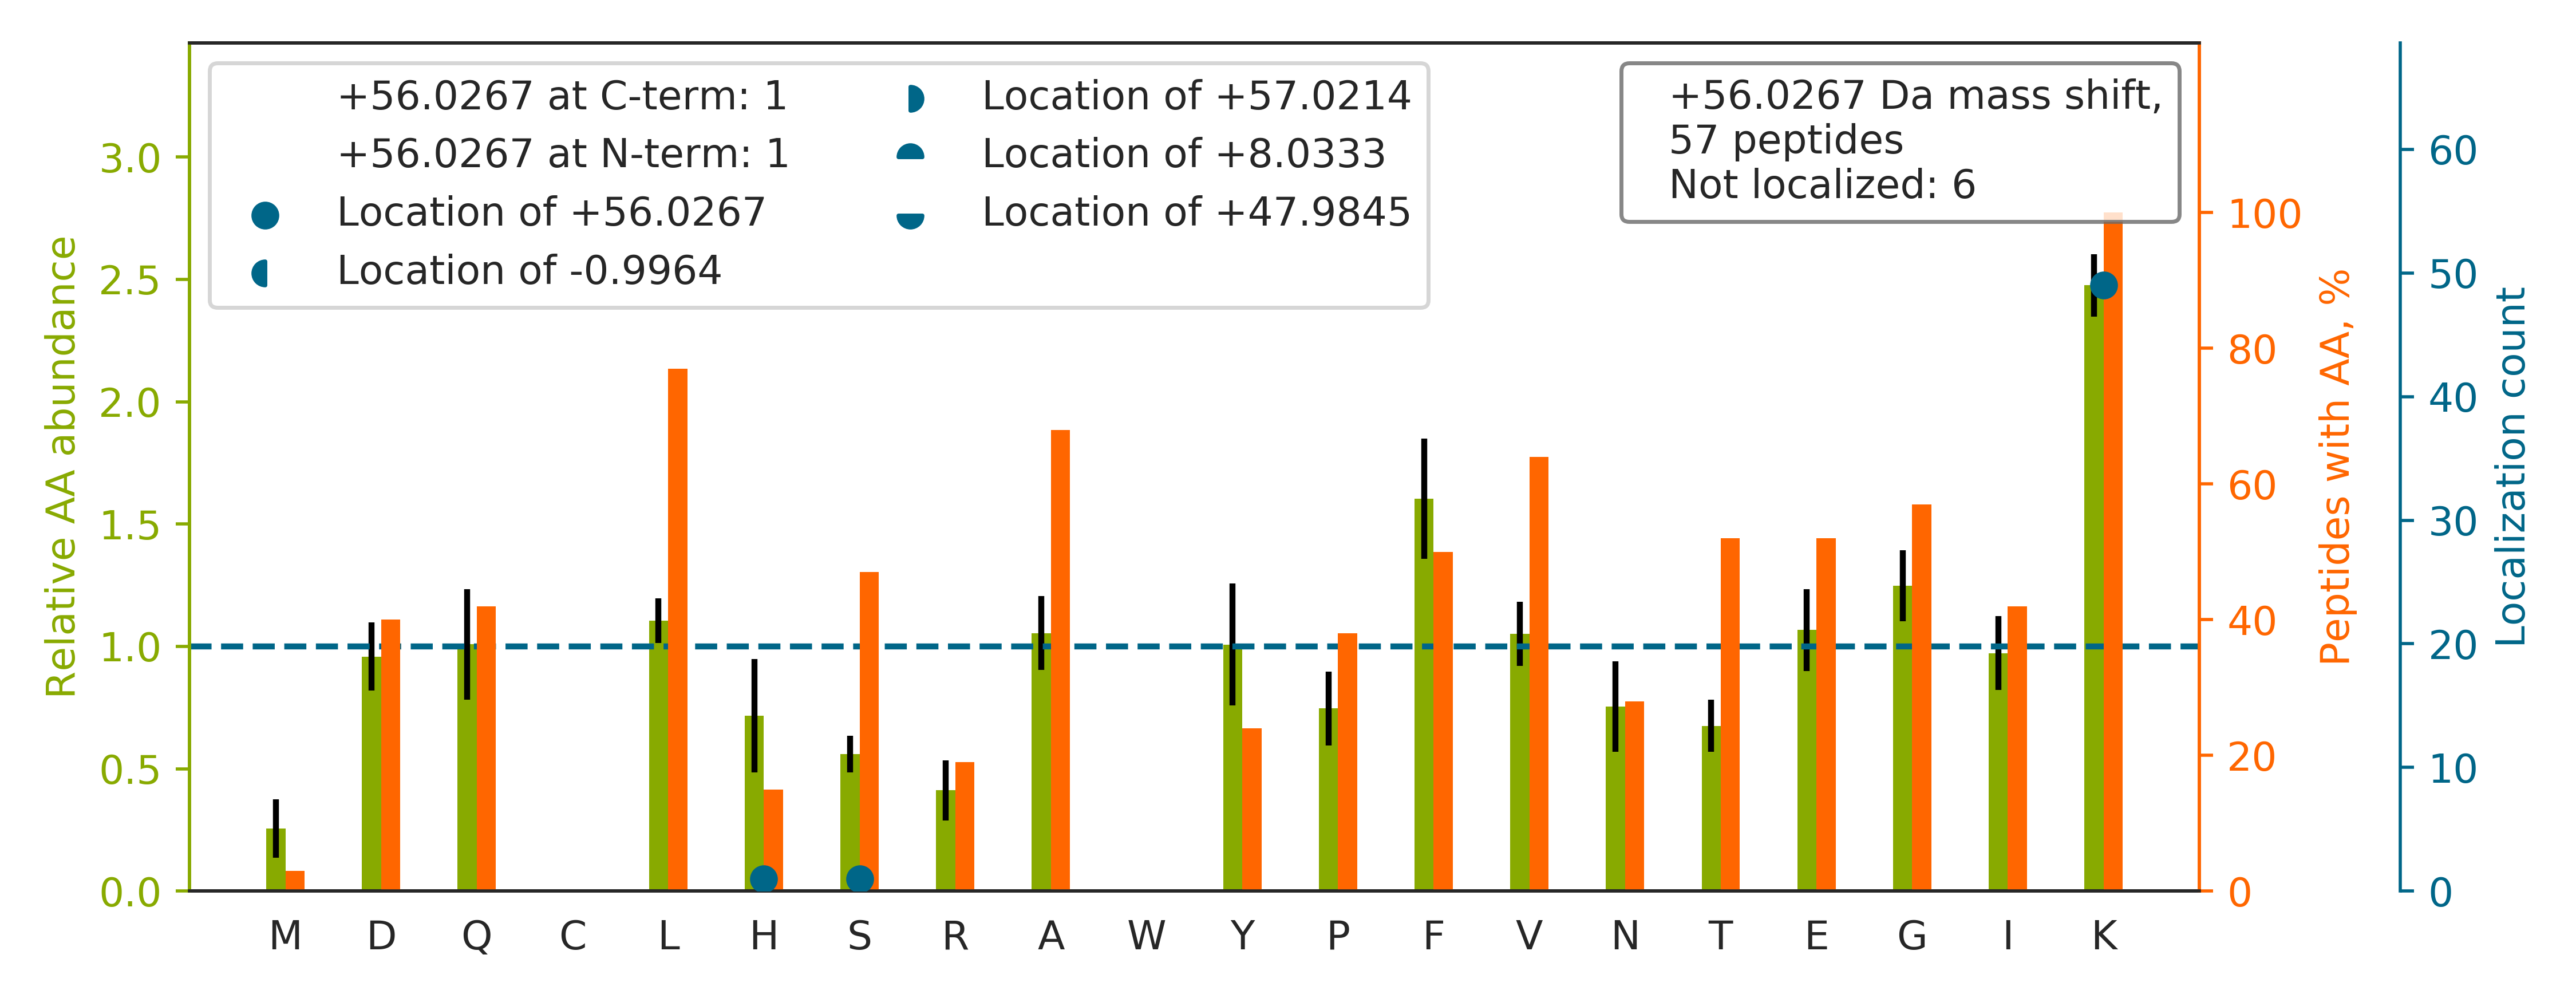 +56.0267 at C-term: 1
+56.0267 at N-term: 1
Location of +56.0267
Location of -0.9964
Location of +57.0214
Location of +8.0333
Location of +47.9845
+56.0267 Da mass shift,
57 peptides
Not localized: 6
Relative AA abundance
3.0
2.5
2.0
1.5
1.0
0.5
0.0
100
80
60
40
20
0
Peptides with AA, %
60
50
40
30
20
10
0
Localization count
M D Q C L H S R A W Y P F V N T E G I K